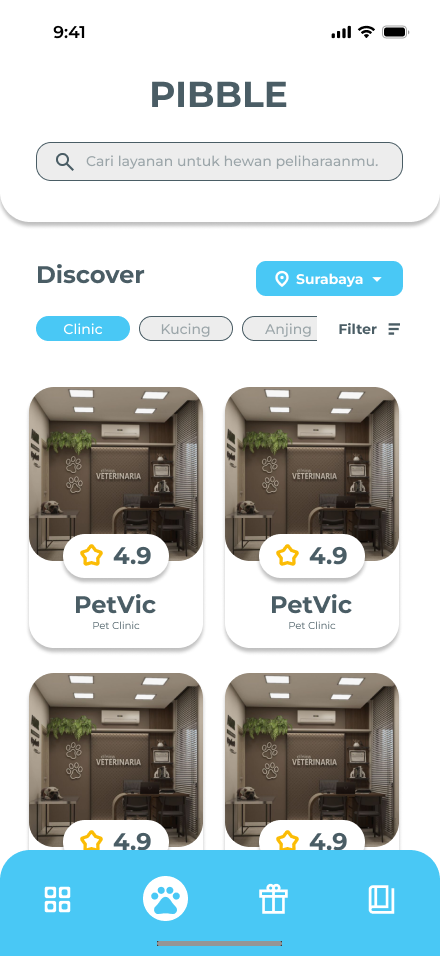 9:41
PIBBLE
Cari layanan untuk hewan peliharaanmu.
Discover
Surabaya
Clinic
Kucing
Anjing
Filter
VETERINARIA
VETERINARIA
4.9
4.9
PetVic
PetVic
Pet Clinic
Pet Clinic
VETERINARIA
VETERINARIA
4.9
4.9